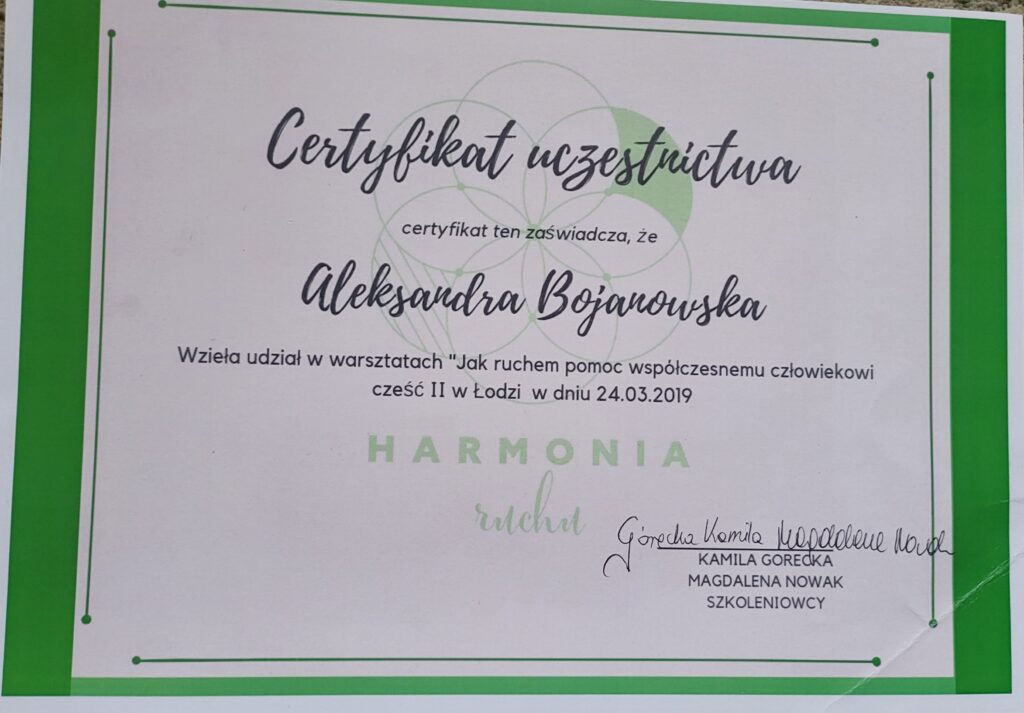 Certyfikat uczestnictwa
certyfikat ten zaświadcza, że
Aleksandra Bojanowska
Wzieła udział w warsztatach "Jak ruchem pomoc współczesnemu człowiekowi
cześć II w Łodzi w dniu 24.03.2019
HARMONIA
ruchu
Górecka Kamila Magdalena Nowak
KAMILA GORECKA
MAGDALENA NOWAK
SZKOLENIOWCY